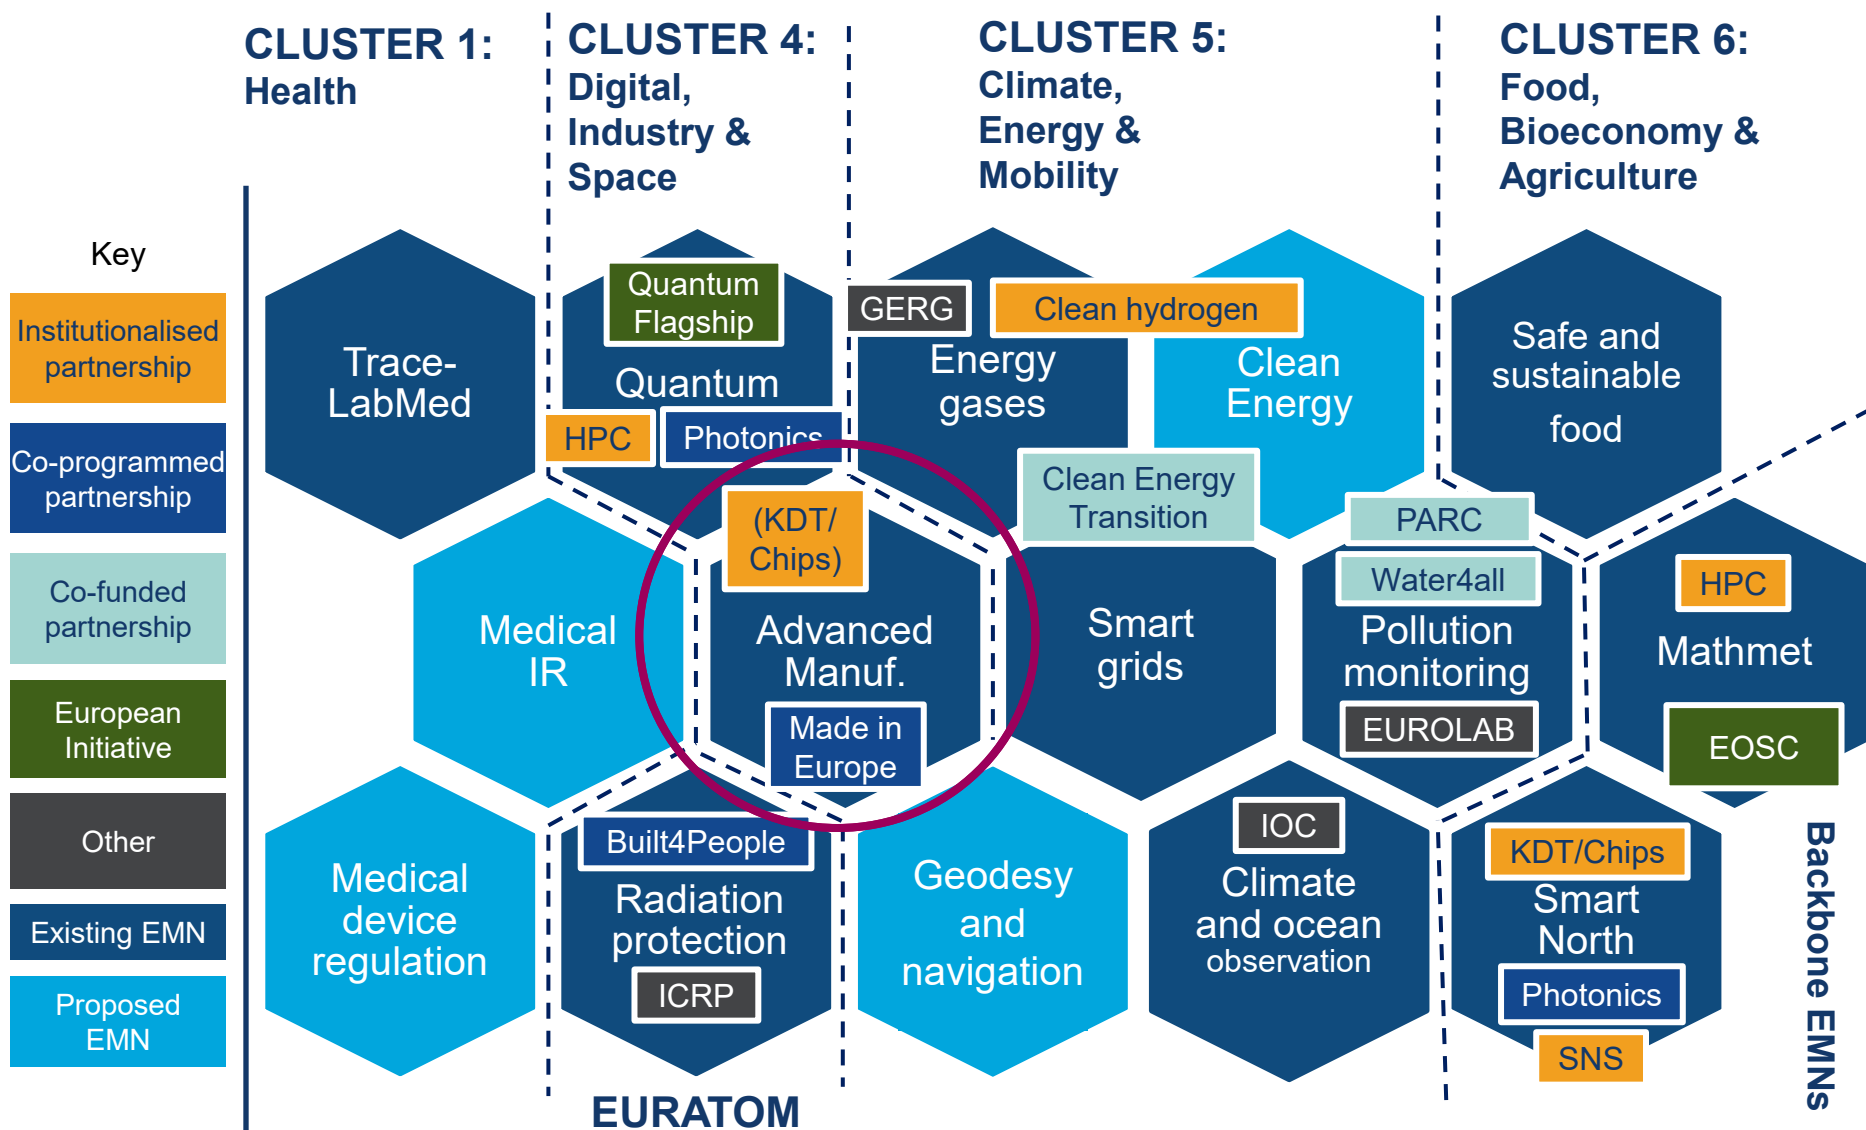 CLUSTER 1:
Health
CLUSTER 4:
Digital,
Industry &
Space
CLUSTER 5:
Climate,
Energy &
Mobility
CLUSTER 6:
Food,
Bioeconomy &
Agriculture
Key
Institutionalised
partnership
Co-programmed
partnership
Co-funded
partnership
European
Initiative
Other
Existing EMN
Proposed
EMN
Trace-
LabMed
Quantum
Flagship
Quantum
HPC
Photonics
GERG
Clean hydrogen
Energy
gases
Clean
Energy
Safe and
sustainable
food
Clean Energy
Transition
Medical
IR
(KDT/
Chips)
Advanced
Manuf.
Made in
Europe
Smart
grids
PARC
Water4all
Pollution
monitoring
EUROLAB
HPC
Mathmet
EOSC
Medical
device
regulation
Built4People
Radiation
protection
ICRP
Geodesy
and
navigation
IOC
Climate
and ocean
observation
KDT/Chips
Smart
North
Photonics
SNS
Backbone EMNs
EURATOM